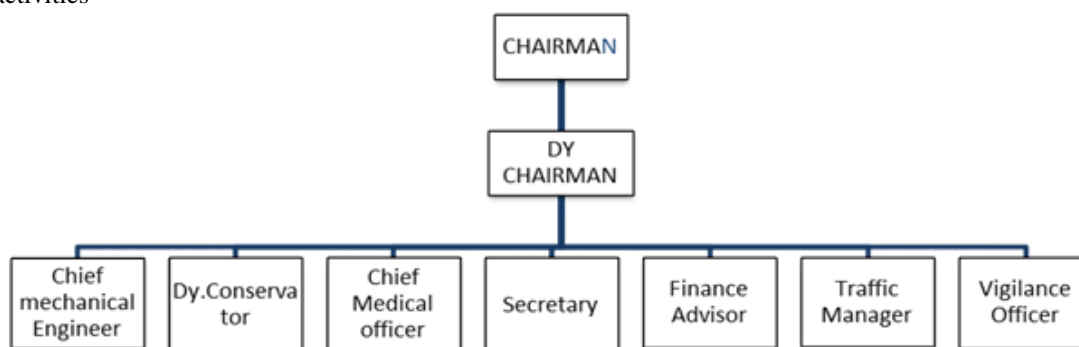 activities
CHAIRMAN
DY
CHAIRMAN
Chief
mechanical
Engineer
Dy.Conserva
tor
Chief
Medical
officer
Secretary
Finance
Advisor
Traffic
Manager
Vigilance
Officer